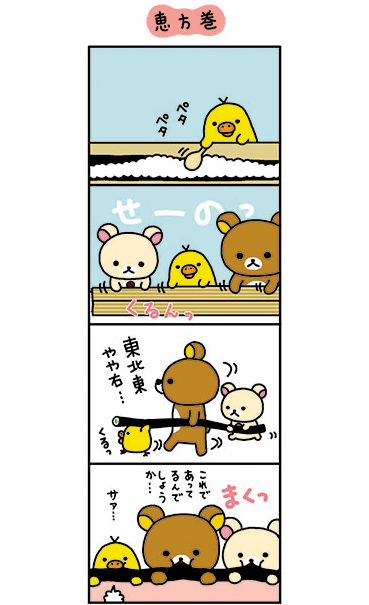 恵方巻
ペタ
ペタ
せーのっ
くるんっ
東北東
やや右…
くるっ
まくっ
これで
あって
るんで
しょう
か…
サァ…